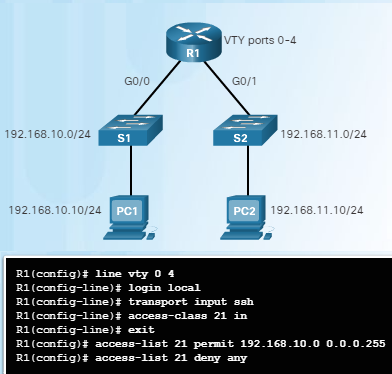 VTY ports 0-4
R1
G0/0
G0/1
192.168.10.0/24
S1
S2
192.168.11.0/24
192.168.10.10/24
PC1
PC2
192.168.11.10/24
R1(config)# line vty 0 4
R1(config-line)# login local
R1(config-line)# transport input ssh
R1(config-line)# access-class 21 in
R1(config-line)# exit
R1(config)# access-list 21 permit 192.168.10.0 0.0.0.255
R1(config)# access-list 21 deny any